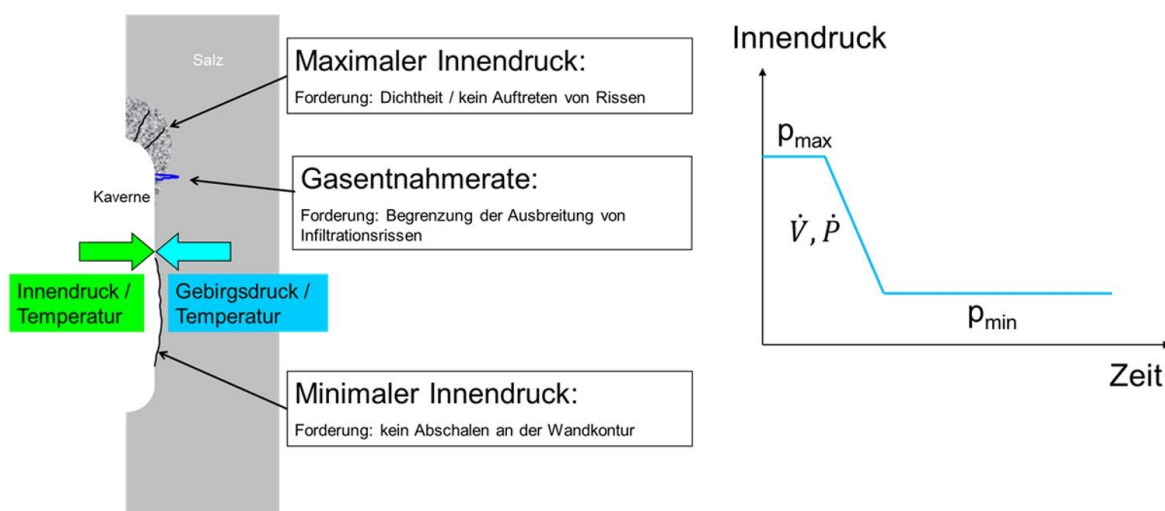 Salz
Maximaler Innendruck:
Forderung: Dichtheit / kein Auftreten von Rissen
Kaverne
Gasentnahmerate:
Forderung: Begrenzung der Ausbreitung von
Infiltrationsrissen
Innendruck /
Temperatur
Gebirgsdruck /
Temperatur
Minimaler Innendruck:
Forderung: kein Abschalen an der Wandkontur
Innendruck
pmax
V̇, Ṗ
pmin
Zeit